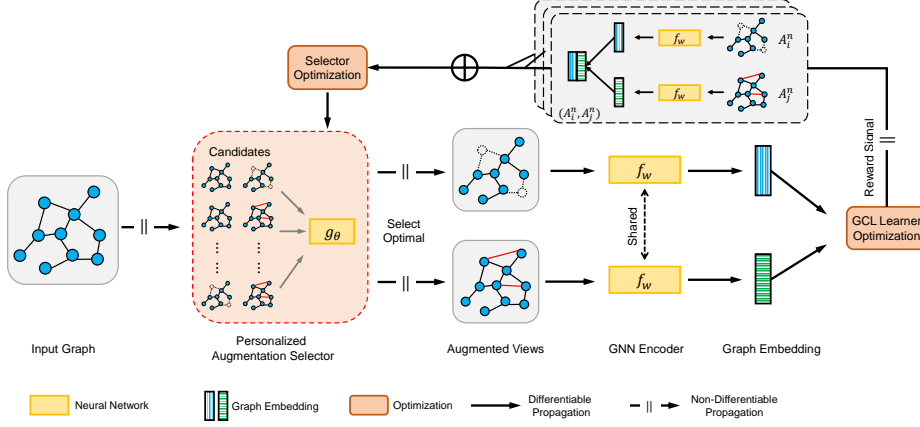 Selector
Optimization
f_w
A_i^n
f_w
A_j^n
(A_i^n, A_j^n)
Candidates
g_θ
Select
Optimal
||
||
||
f_w
Shared
f_w
Reward Signal
||
GCL Learner
Optimization
Input Graph
Personalized
Augmentation Selector
Augmented Views
GNN Encoder
Graph Embedding
Neural Network
Graph Embedding
Optimization
Differentiable
Propagation
||
Non-Differentiable
Propagation